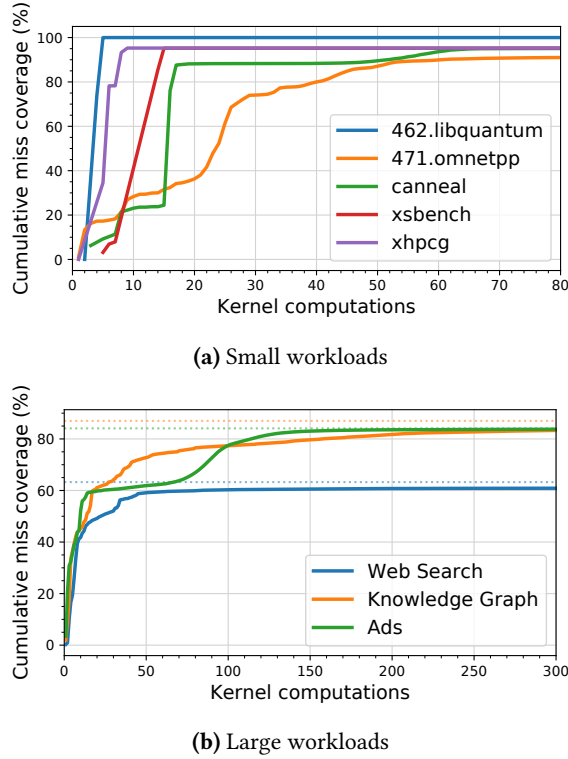 Cumulative miss coverage (%)
100
80
60
40
20
0
462.libquantum
471.omnetpp
canneal
xsbench
xhpcg
0 10 20 30 40 50 60 70 80
Kernel computations
(a) Small workloads
Cumulative miss coverage (%)
80
60
40
20
0
Web Search
Knowledge Graph
Ads
0 50 100 150 200 250 300
Kernel computations
(b) Large workloads